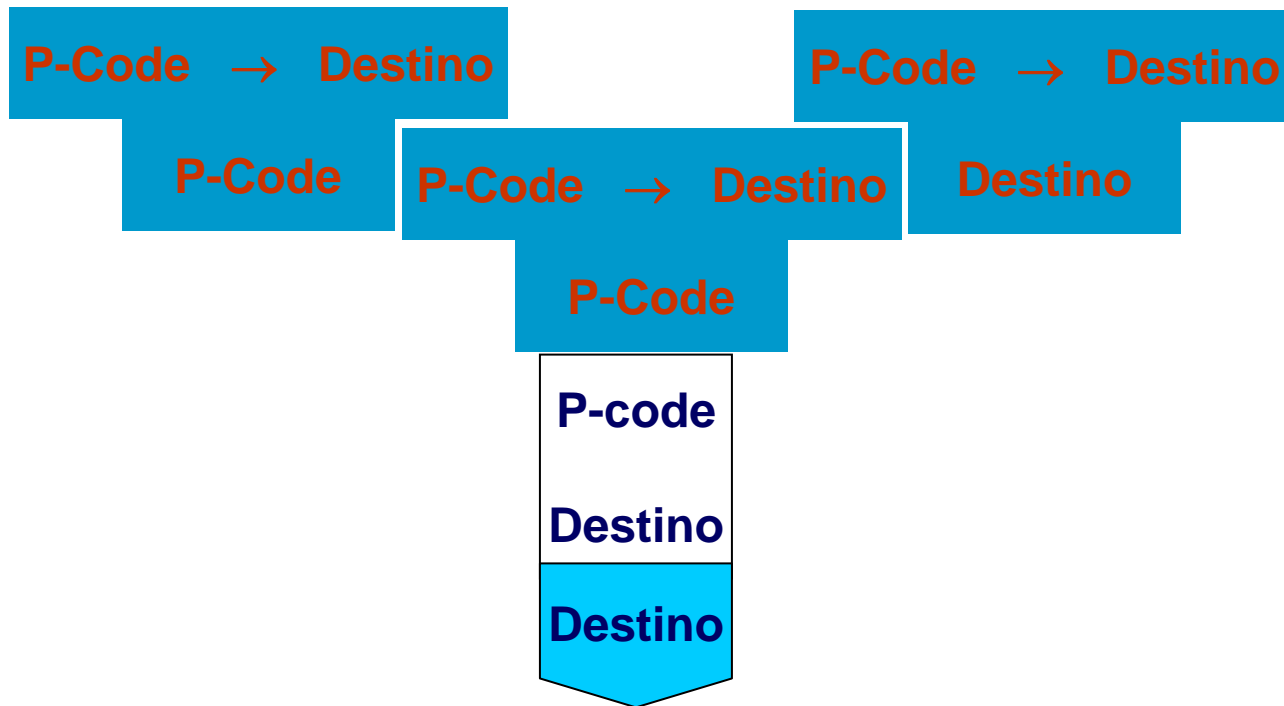 P-Code → Destino
P-Code
P-Code → Destino
P-Code
P-Code → Destino
Destino
P-code
Destino
Destino